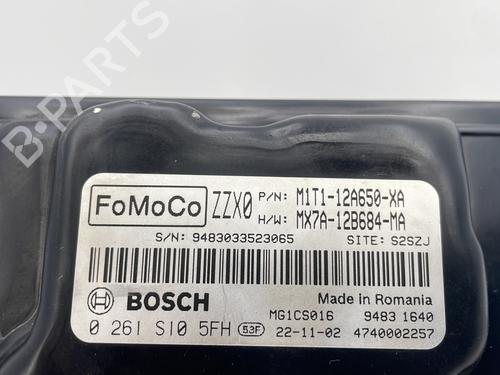 B-PARTS
FoMoCo ZZX0 P/N: M1T1-12A650-XA
H/W: MX7A-12B684-MA
S/N: 9483033523065 SITE: S2SZJ
BOSCH Made in Romania
MG1CS016 9483 1640
0 261 S10 5FH 53F 22-11-02 4740002257